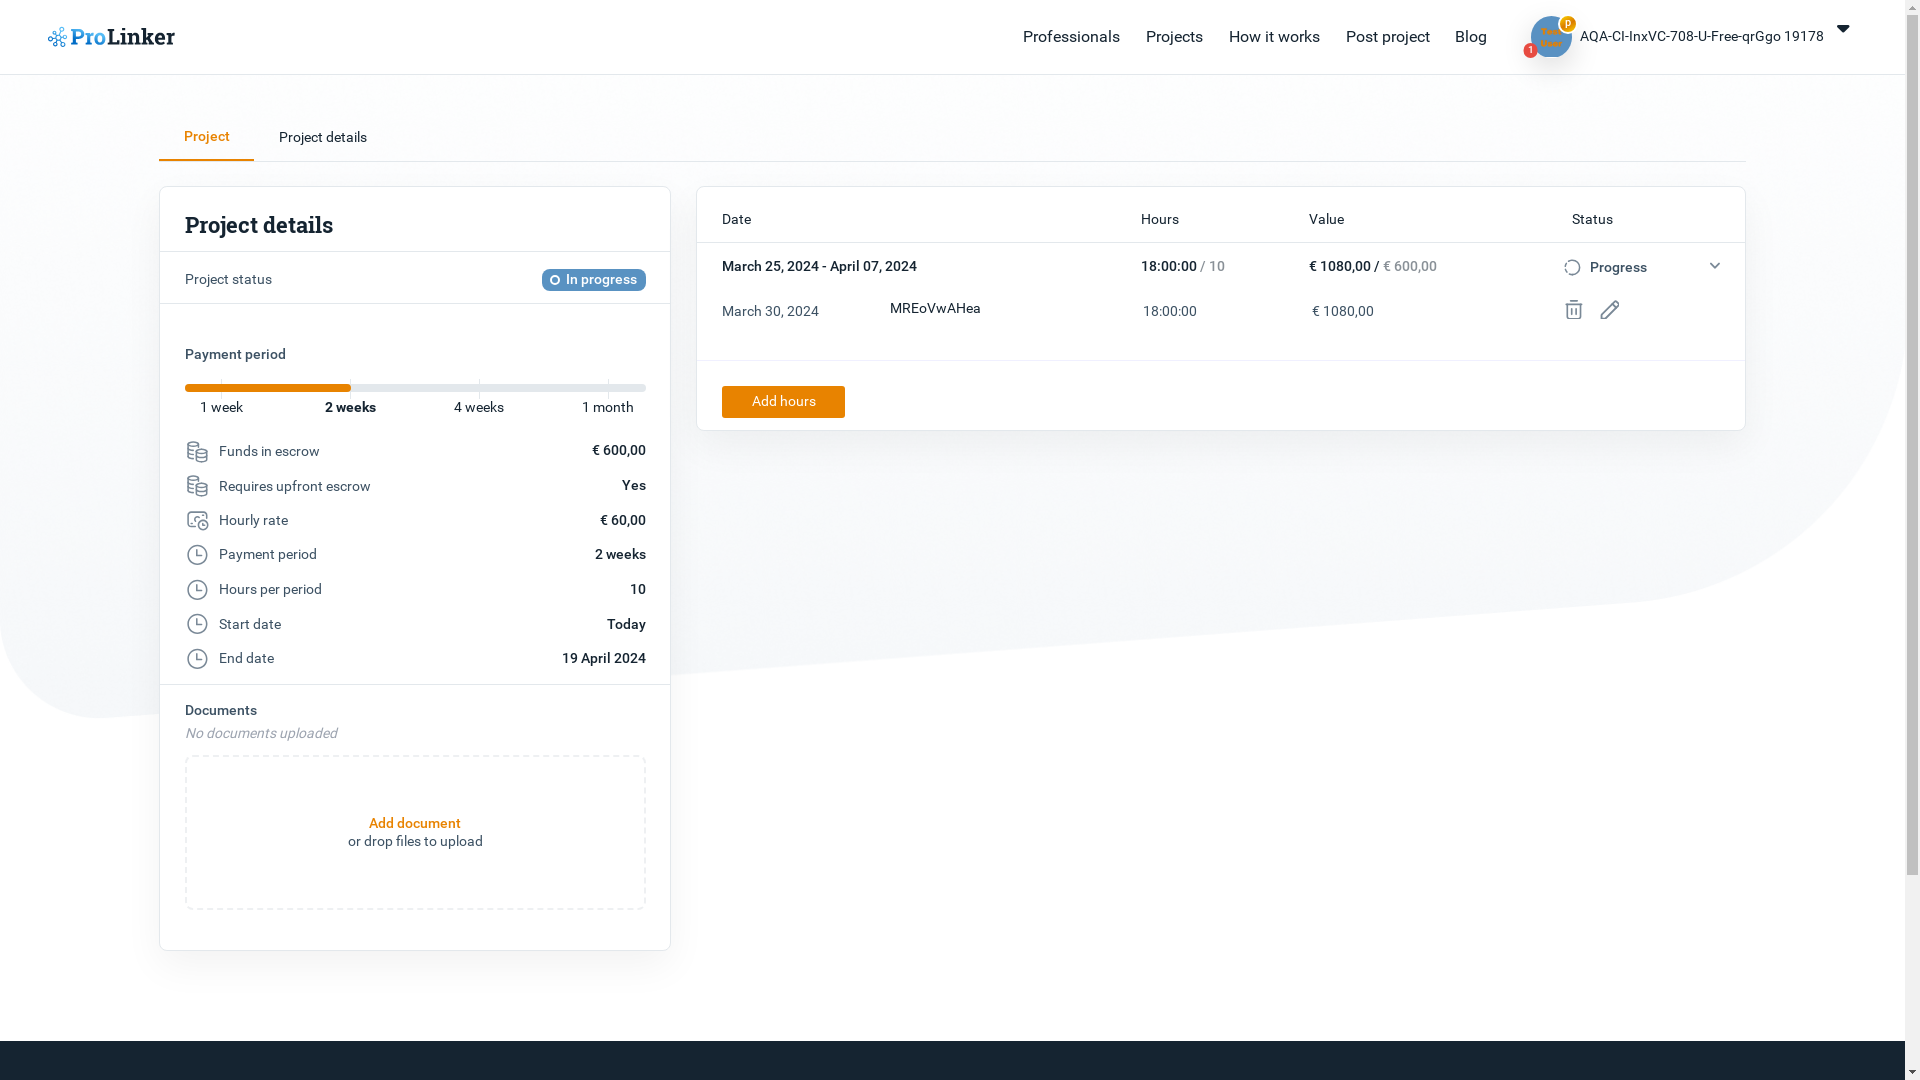 ProLinker
Professionals Projects How it works Post project Blog
Test User
p
1
AQA-CI-InxVC-708-U-Free-qrGgo 19178
Project Project details
Project details
Project status In progress
Payment period
1 week 2 weeks 4 weeks 1 month
Funds in escrow € 600,00
Requires upfront escrow Yes
Hourly rate € 60,00
Payment period 2 weeks
Hours per period 10
Start date Today
End date 19 April 2024
Documents
No documents uploaded
Add document
or drop files to upload
Date Hours Value Status
March 25, 2024 - April 07, 2024 18:00:00 / 10 € 1080,00 / € 600,00 Progress
March 30, 2024 MREoVwAHea 18:00:00 € 1080,00
Add hours